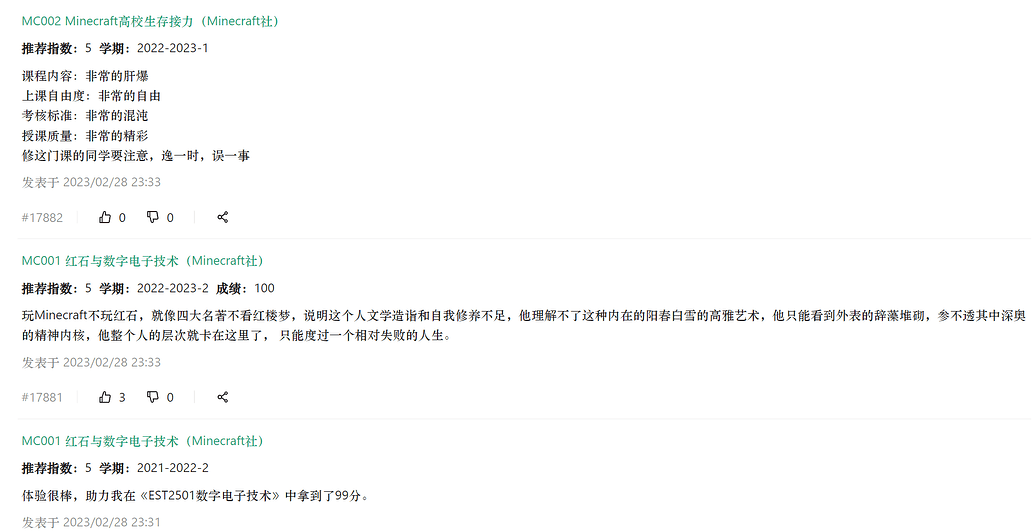 MC002 Minecraft高校生存接力（Minecraft社）
推荐指数：5 学期：2022-2023-1
课程内容：非常的肝爆
上课自由度：非常的自由
考核标准：非常的混沌
授课质量：非常的精彩
修这门课的同学要注意，逸一时，误一事
发表于 2023/02/28 23:33
#17882 0 0
MC001 红石与数字电子技术（Minecraft社）
推荐指数：5 学期：2022-2023-2 成绩：100
玩Minecraft不玩红石，就像四大名著不看红楼梦，说明这个人文学造诣和自我修养不足，他理解不了这种内在的阳春白雪的高雅艺术，他只能看到外表的辞藻堆砌，参不透其中深奥
的精神内核，他整个人的层次就卡在这里了， 只能度过一个相对失败的人生。
发表于 2023/02/28 23:33
#17881 3 0
MC001 红石与数字电子技术（Minecraft社）
推荐指数：5 学期：2021-2022-2
体验很棒，助力我在《EST2501数字电子技术》中拿到了99分。
发表于 2023/02/28 23:31